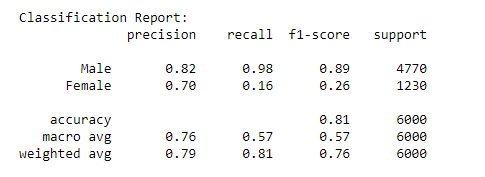 Classification Report:
precision recall f1-score support
Male 0.82 0.98 0.89 4770
Female 0.70 0.16 0.26 1230
accuracy 0.81 6000
macro avg 0.76 0.57 0.57 6000
weighted avg 0.79 0.81 0.76 6000